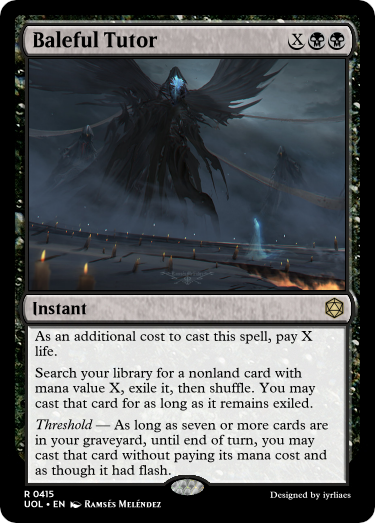 Baleful Tutor X
Instant
As an additional cost to cast this spell, pay X
life.
Search your library for a nonland card with
mana value X, exile it, then shuffle. You may
cast that card for as long as it remains exiled.
Threshold — As long as seven or more cards are
in your graveyard, until end of turn, you may
cast that card without paying its mana cost and
as though it had flash.
R 0415
UOL • EN Ramsés Meléndez
Designed by iyrliaes